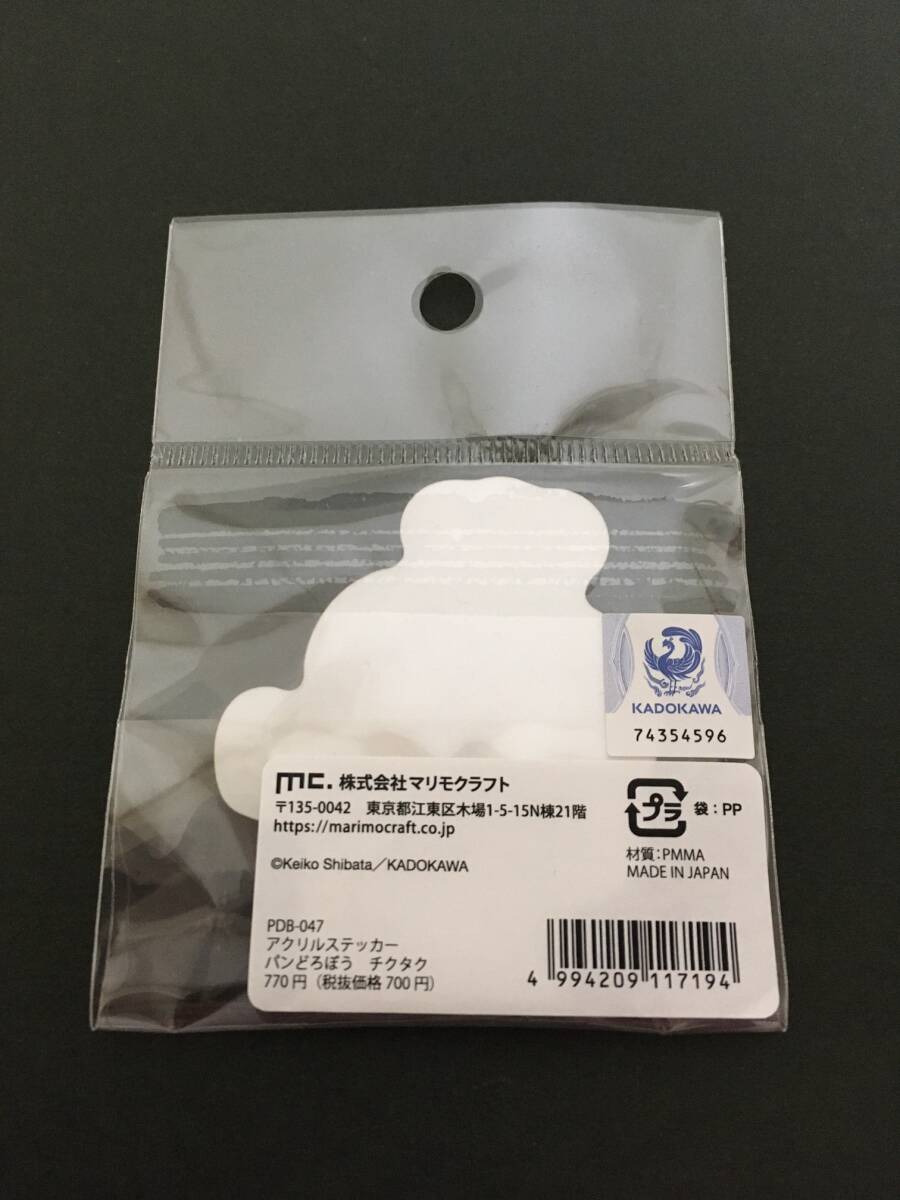 KADOKAWA
74354596
mc. 株式会社マリモクラフト
〒135-0042　東京都江東区木場1-5-15N棟21階
https://marimocraft.co.jp
©Keiko Shibata／KADOKAWA
プラ 袋：PP
材質：PMMA
MADE IN JAPAN
PDB-047
アクリルステッカー
パンどろぼう　チクタク
770円（税抜価格 700円）
4 994209 117194